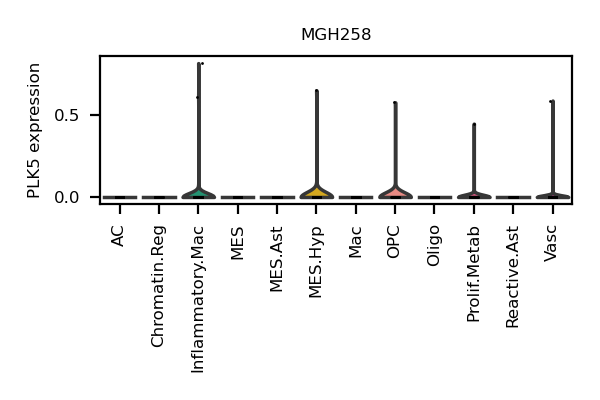 MGH258
PLK5 expression
0.5
0.0
AC
Chromatin.Reg
Inflammatory.Mac
MES
MES.Ast
MES.Hyp
Mac
OPC
Oligo
Prolif.Metab
Reactive.Ast
Vasc